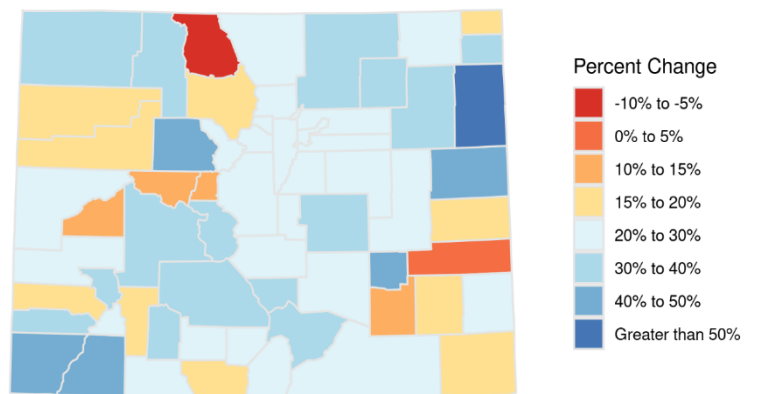 Percent Change
-10% to -5%
0% to 5%
10% to 15%
15% to 20%
20% to 30%
30% to 40%
40% to 50%
Greater than 50%